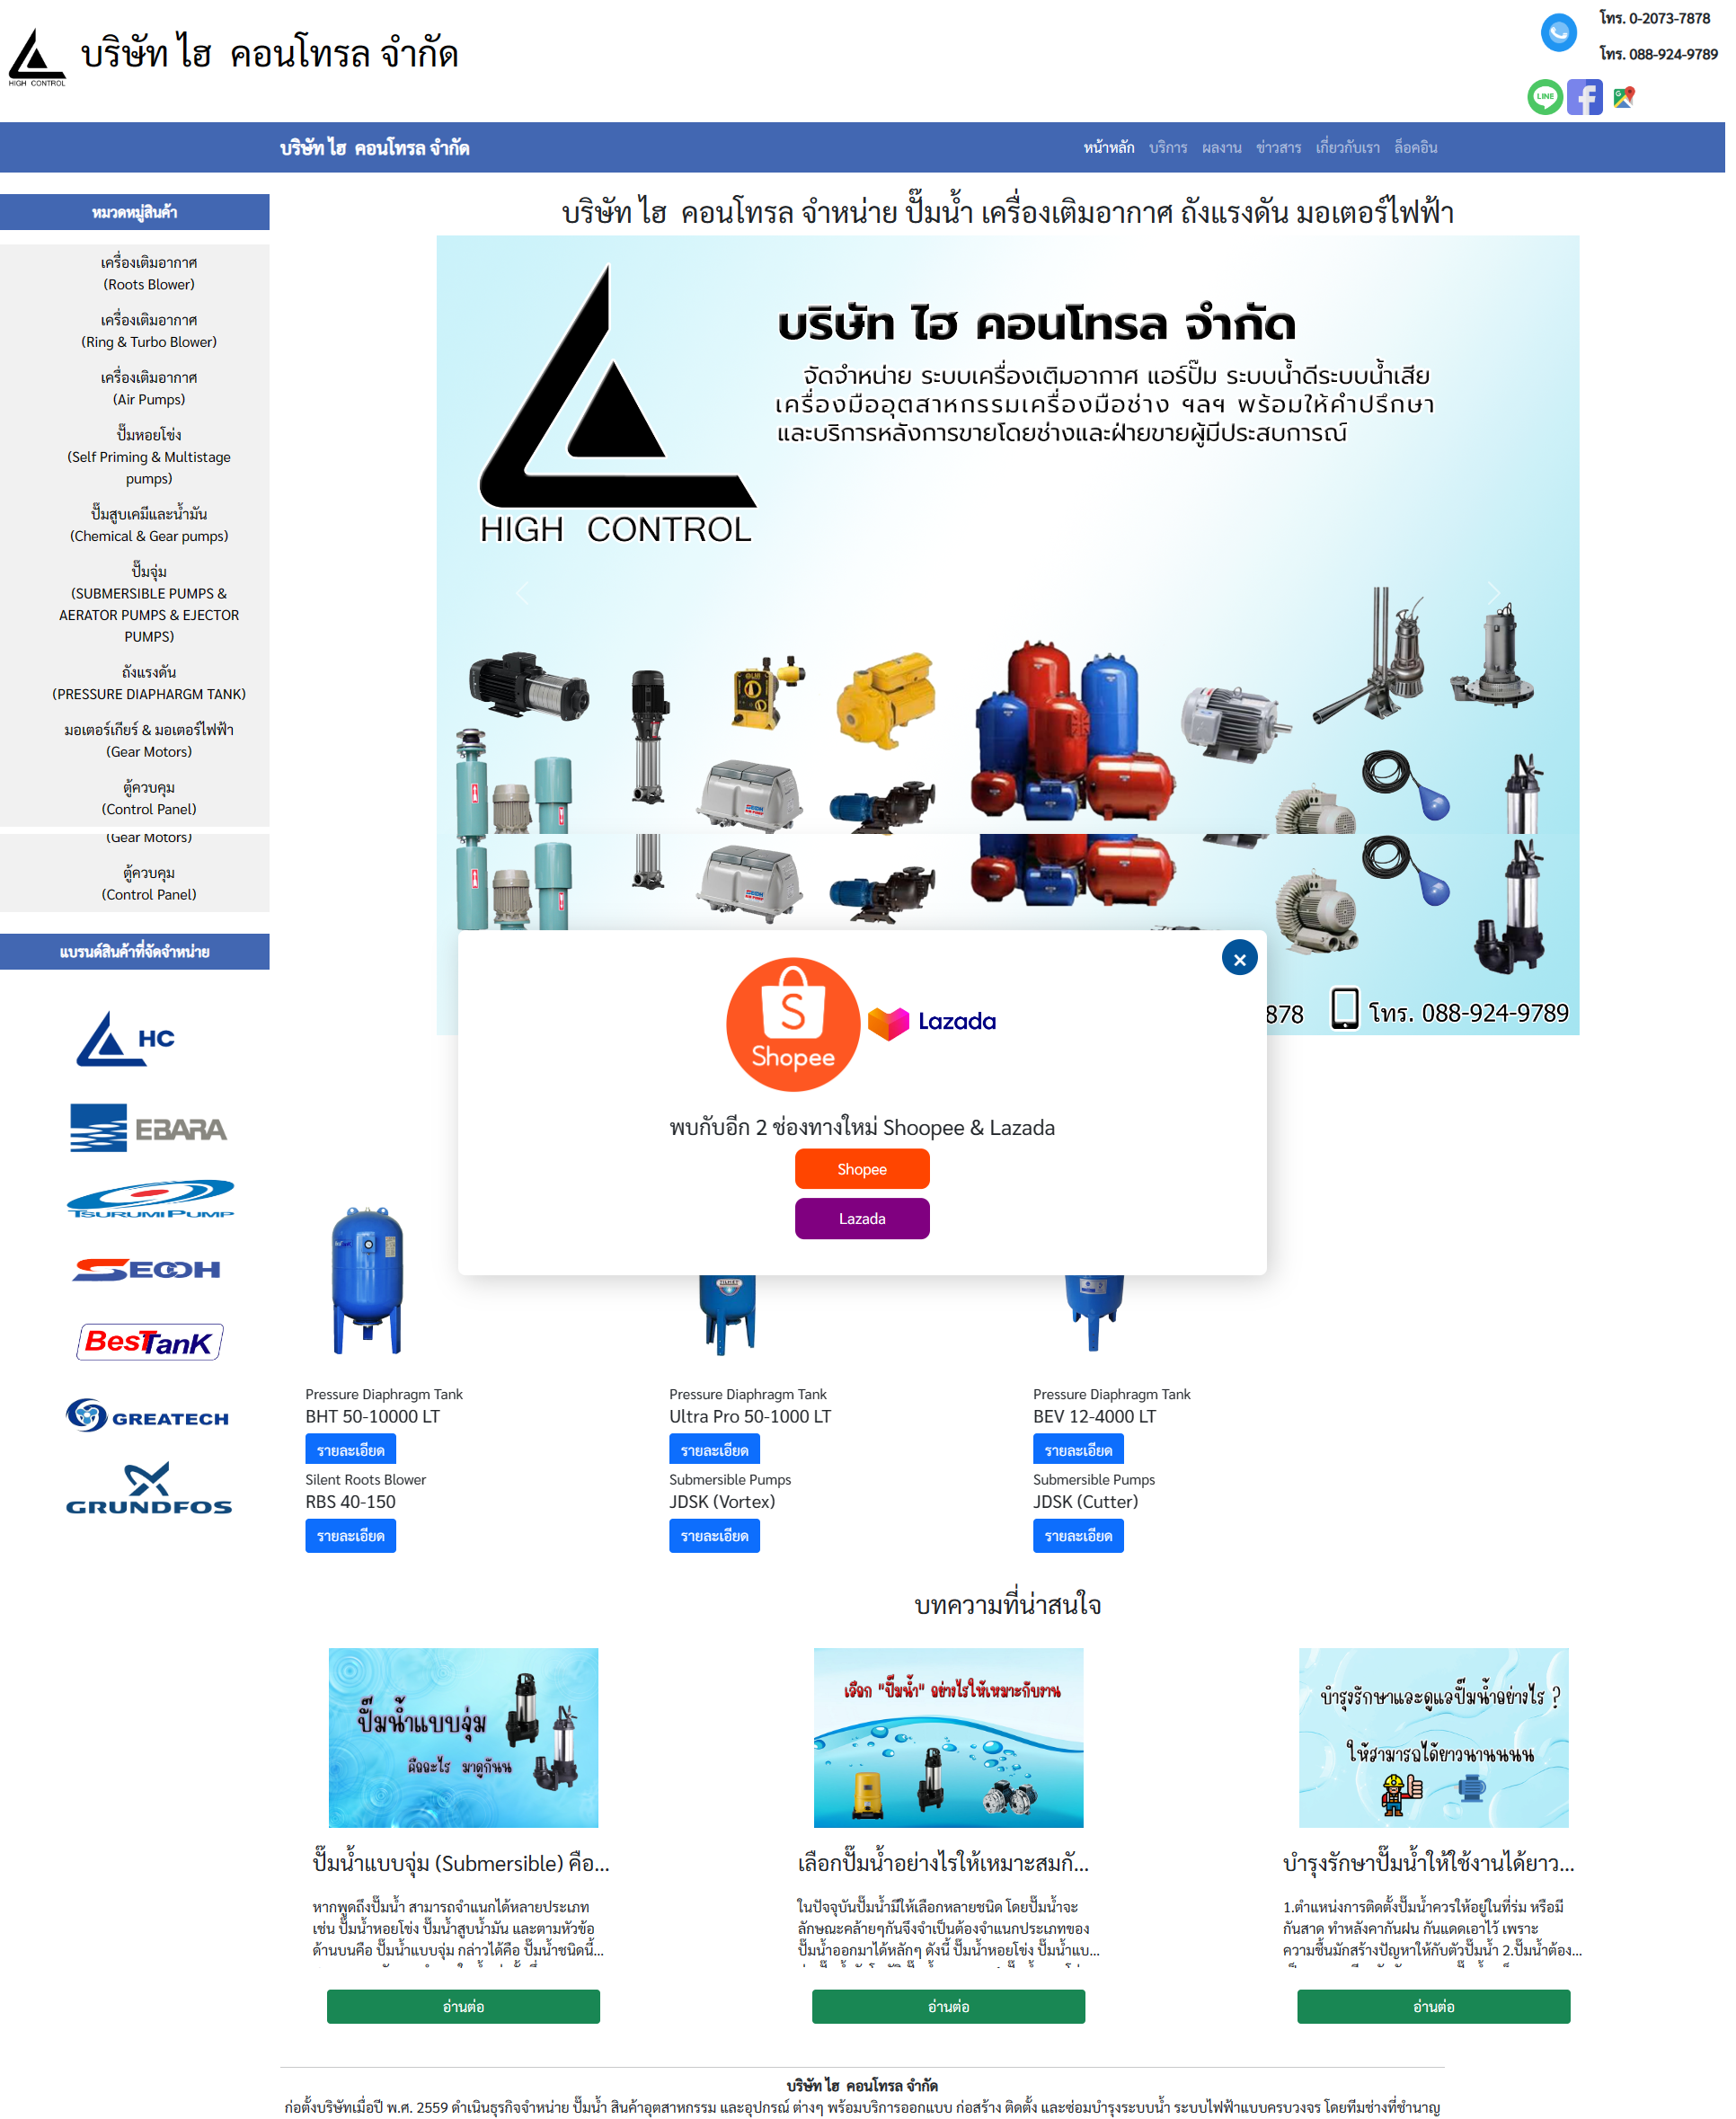 HIGH CONTROL
บริษัท ไฮ คอนโทรล จำกัด
โทร. 0-2073-7878
โทร. 088-924-9789
LINE
บริษัท ไฮ คอนโทรล จำกัด
หน้าหลัก บริการ ผลงาน ข่าวสาร เกี่ยวกับเรา ล็อคอิน
หมวดหมู่สินค้า
เครื่องเติมอากาศ
(Roots Blower)
เครื่องเติมอากาศ
(Ring & Turbo Blower)
เครื่องเติมอากาศ
(Air Pumps)
ปั๊มหอยโข่ง
(Self Priming & Multistage
pumps)
ปั๊มสูบเคมีและน้ำมัน
(Chemical & Gear pumps)
ปั๊มจุ่ม
(SUBMERSIBLE PUMPS &
AERATOR PUMPS & EJECTOR
PUMPS)
ถังแรงดัน
(PRESSURE DIAPHARGM TANK)
มอเตอร์เกียร์ & มอเตอร์ไฟฟ้า
(Gear Motors)
ตู้ควบคุม
(Control Panel)
(Gear Motors)
ตู้ควบคุม
(Control Panel)
แบรนด์สินค้าที่จัดจำหน่าย
HC
EBARA
TSURUMI PUMP
SECOH
BesTTanK
GREATECH
GRUNDFOS
บริษัท ไฮ คอนโทรล จำหน่าย ปั๊มน้ำ เครื่องเติมอากาศ ถังแรงดัน มอเตอร์ไฟฟ้า
บริษัท ไฮ คอนโทรล จำกัด
จัดจำหน่าย ระบบเครื่องเติมอากาศ แอร์ปั๊ม ระบบน้ำดีระบบน้ำเสีย
เครื่องมืออุตสาหกรรมเครื่องมือช่าง ฯลฯ พร้อมให้คำปรึกษา
และบริการหลังการขายโดยช่างและฝ่ายขายผู้มีประสบการณ์
HIGH CONTROL
878 โทร. 088-924-9789
×
Shopee
Lazada
พบกับอีก 2 ช่องทางใหม่ Shoopee & Lazada
Shopee
Lazada
Pressure Diaphragm Tank
BHT 50-10000 LT
รายละเอียด
Pressure Diaphragm Tank
Ultra Pro 50-1000 LT
รายละเอียด
Pressure Diaphragm Tank
BEV 12-4000 LT
รายละเอียด
Silent Roots Blower
RBS 40-150
รายละเอียด
Submersible Pumps
JDSK (Vortex)
รายละเอียด
Submersible Pumps
JDSK (Cutter)
รายละเอียด
บทความที่น่าสนใจ
ปั๊มน้ำแบบจุ่ม
คืออะไร มาดูกันน
ปั๊มน้ำแบบจุ่ม (Submersible) คือ...
หากพูดถึงปั๊มน้ำ สามารถจำแนกได้หลายประเภท
เช่น ปั๊มน้ำหอยโข่ง ปั๊มน้ำสูบน้ำมัน และตามหัวข้อ
ด้านบนคือ ปั๊มน้ำแบบจุ่ม กล่าวได้คือ ปั๊มน้ำชนิดนี้...
อ่านต่อ
เลือก "ปั๊มน้ำ" อย่างไรให้เหมาะกับงาน
เลือกปั๊มน้ำอย่างไรให้เหมาะสมกั...
ในปัจจุบันปั๊มน้ำมีให้เลือกหลายชนิด โดยปั๊มน้ำจะ
ลักษณะคล้ายๆกันจึงจำเป็นต้องจำแนกประเภทของ
ปั๊มน้ำออกมาได้หลักๆ ดังนี้ ปั๊มน้ำหอยโข่ง ปั๊มน้ำแบ...
อ่านต่อ
บำรุงรักษาและดูแลปั๊มน้ำอย่างไร ?
ให้สามารถได้ยาวนานนนน
บำรุงรักษาปั๊มน้ำให้ใช้งานได้ยาว...
1.ตำแหน่งการติดตั้งปั๊มน้ำควรให้อยู่ในที่ร่ม หรือมี
กันสาด ทำหลังคากันฝน กันแดดเอาไว้ เพราะ
ความชื้นมักสร้างปัญหาให้กับตัวปั๊มน้ำ 2.ปั๊มน้ำต้อง...
อ่านต่อ
บริษัท ไฮ คอนโทรล จำกัด
ก่อตั้งบริษัทเมื่อปี พ.ศ. 2559 ดำเนินธุรกิจจำหน่าย ปั๊มน้ำ สินค้าอุตสาหกรรม และอุปกรณ์ ต่างๆ พร้อมบริการออกแบบ ก่อสร้าง ติดตั้ง และซ่อมบำรุงระบบน้ำ ระบบไฟฟ้าแบบครบวงจร โดยทีมช่างที่ชำนาญ